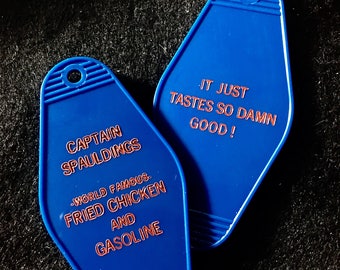 CAPTAIN
SPAULDINGS
-WORLD FAMOUS-
FRIED CHICKEN
AND
GASOLINE
IT JUST
TASTES SO DAMN
GOOD!